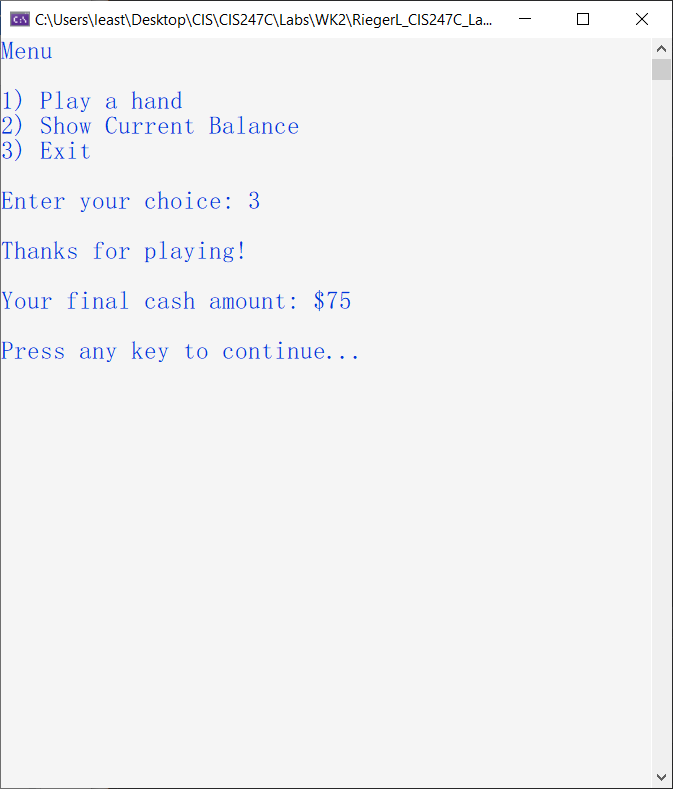 C:\Users\least\Desktop\CIS\CIS247C\Labs\WK2\RiegerL_CIS247C_La...
Menu
1) Play a hand
2) Show Current Balance
3) Exit
Enter your choice: 3
Thanks for playing!
Your final cash amount: $75
Press any key to continue...